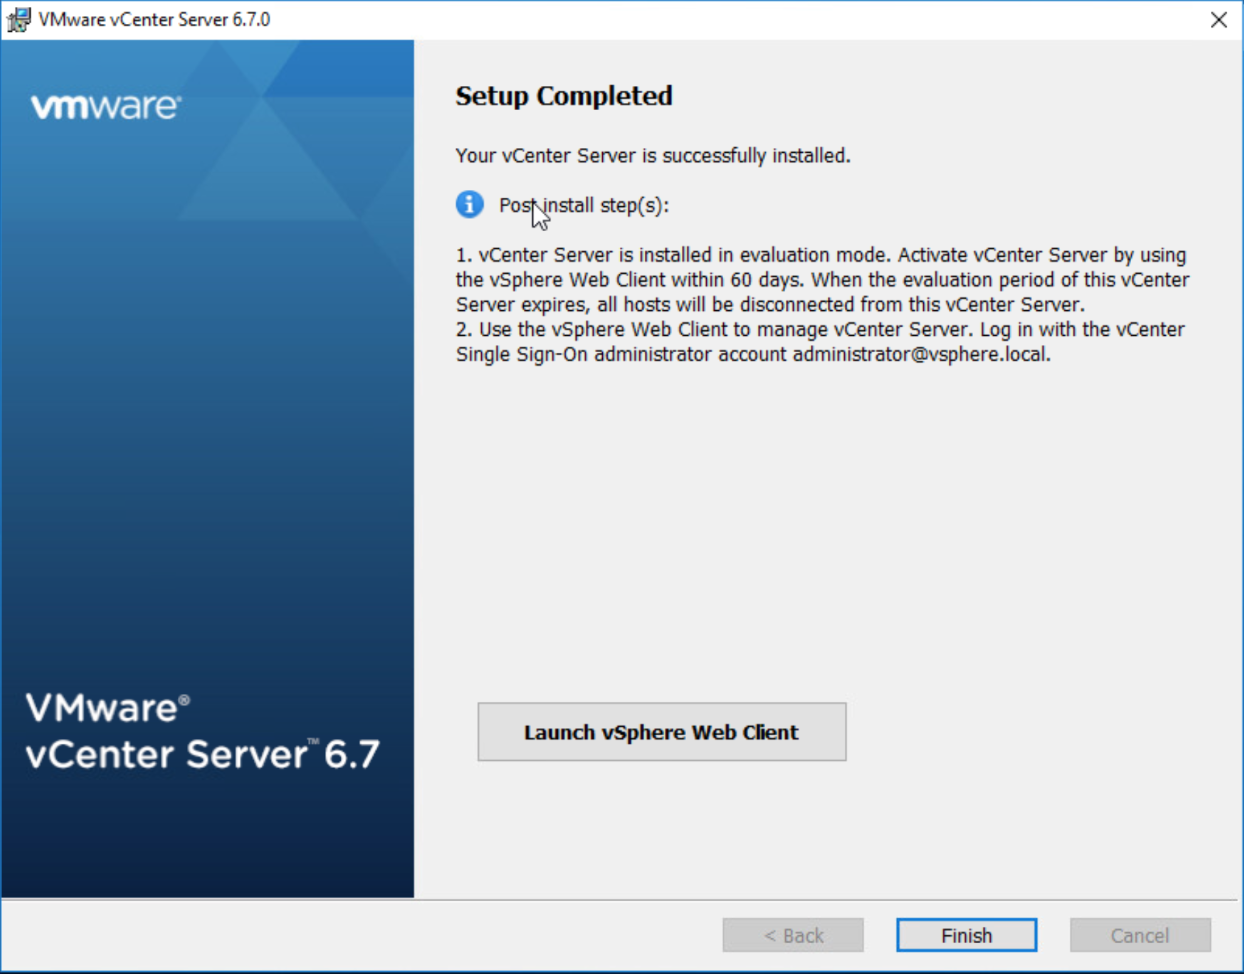 VMware vCenter Server 6.7.0
vmware®
Setup Completed
Your vCenter Server is successfully installed.
Post install step(s):
1. vCenter Server is installed in evaluation mode. Activate vCenter Server by using
the vSphere Web Client within 60 days. When the evaluation period of this vCenter
Server expires, all hosts will be disconnected from this vCenter Server.
2. Use the vSphere Web Client to manage vCenter Server. Log in with the vCenter
Single Sign-On administrator account administrator@vsphere.local.
VMware®
vCenter Server™ 6.7
Launch vSphere Web Client
< Back
Finish
Cancel